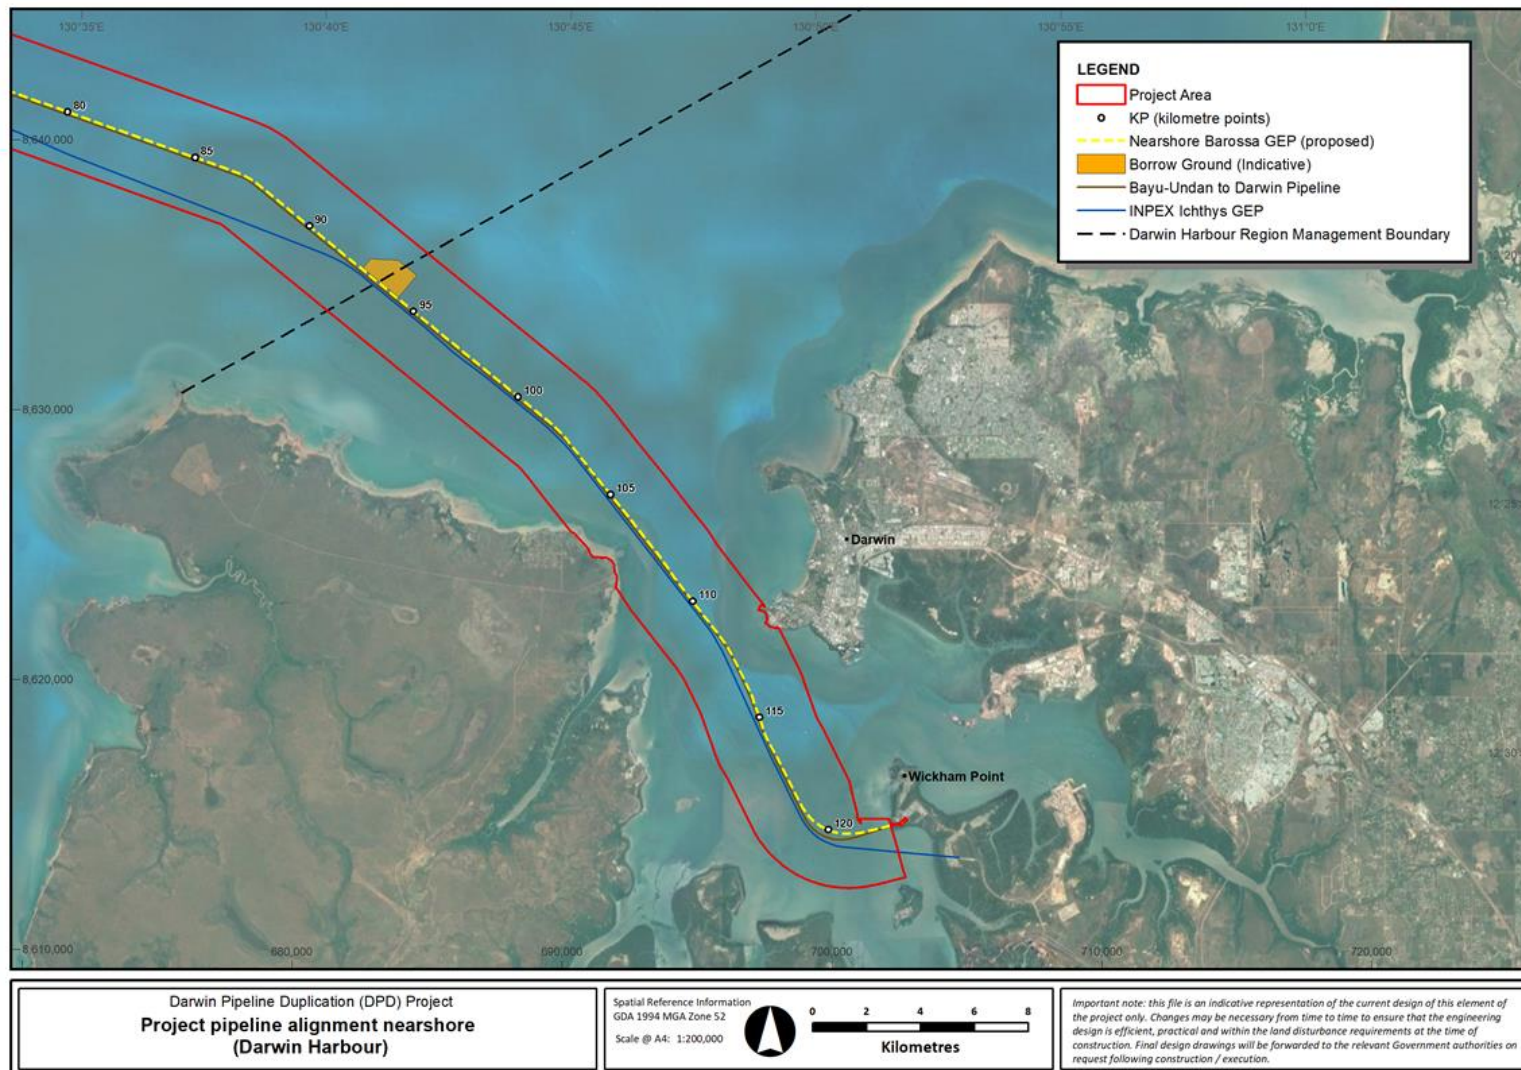 130°35'E
130°40'E
130°45'E
130°50'E
130°55'E
131°0'E
LEGEND
Project Area
KP (kilometre points)
Nearshore Barossa GEP (proposed)
Borrow Ground (Indicative)
Bayu-Undan to Darwin Pipeline
INPEX Ichthys GEP
Darwin Harbour Region Management Boundary
80
8,640,000
85
90
95
100
8,630,000
105
Darwin
110
8,620,000
115
12°30'
Wickham Point
120
8,610,000
680,000
690,000
700,000
710,000
720,000
Darwin Pipeline Duplication (DPD) Project
Project pipeline alignment nearshore
(Darwin Harbour)
Spatial Reference Information
GDA 1994 MGA Zone 52
Scale @ A4: 1:200,000
0 2 4 6 8
Kilometres
Important note: this file is an indicative representation of the current design of this element of
the project only. Changes may be necessary from time to time to ensure that the engineering
design is efficient, practical and within the land disturbance requirements at the time of
construction. Final design drawings will be forwarded to the relevant Government authorities on
request following construction / execution.